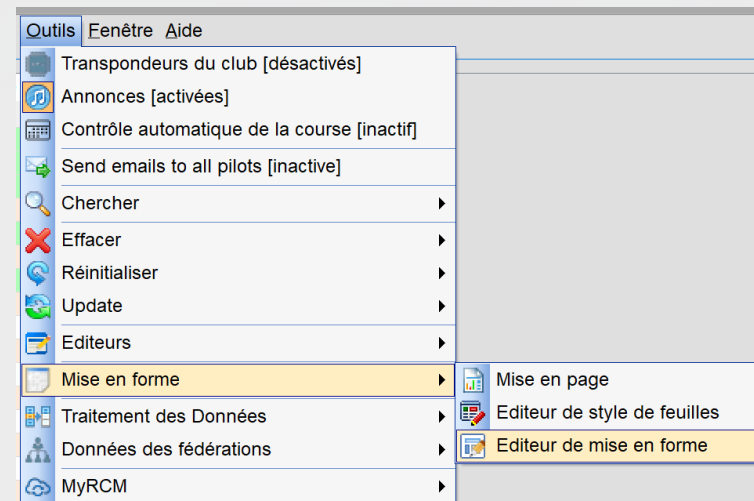 Outils Fenêtre Aide
Transpondeurs du club [désactivés]
Annonces [activées]
Contrôle automatique de la course [inactif]
Send emails to all pilots [inactive]
Chercher
Effacer
Réinitialiser
Update
Editeurs
Mise en forme
Mise en page
Editeur de style de feuilles
Editeur de mise en forme
Traitement des Données
Données des fédérations
MyRCM